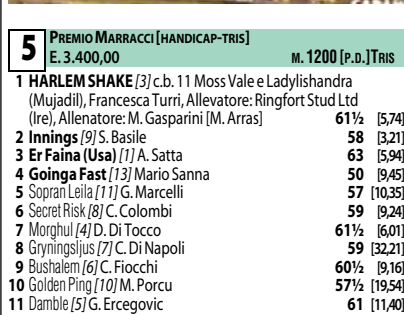 5 PREMIO MARRACCI [HANDICAP-TRIS]
E. 3.400,00 M. 1200 [P.D.] TRIS
1 HARLEM SHAKE [3] c.b. 11 Moss Vale e Ladylishandra
(Mujadil), Francesca Turri, Allevatore: Ringfort Stud Ltd
(Ire), Allenatore: M. Gasparini [M. Arras] 61½ [5,74]
2 Innings [9] S. Basile 58 [3,21]
3 Er Faina (Usa) [1] A. Satta 63 [5,94]
4 Goinga Fast [13] Mario Sanna 50 [9,45]
5 Sopran Leila [11] G. Marcelli 57 [10,35]
6 Secret Risk [8] C. Colombi 59 [9,24]
7 Morghul [4] D. Di Tocco 61½ [6,01]
8 Gryningsljus [7] C. Di Napoli 59 [32,21]
9 Bushalem [6] C. Fiocchi 60½ [9,16]
10 Golden Ping [10] M. Porcu 57½ [19,54]
11 Damble [5] G. Ercegovic 61 [11,40]